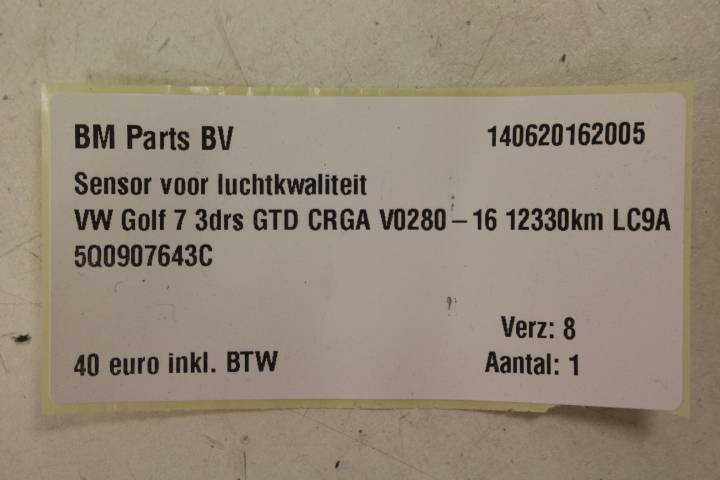 BM Parts BV 140620162005
Sensor voor luchtkwaliteit
VW Golf 7 3drs GTD CRGA V0280-16 12330km LC9A
5Q0907643C
Verz: 8
40 euro inkl. BTW Aantal: 1